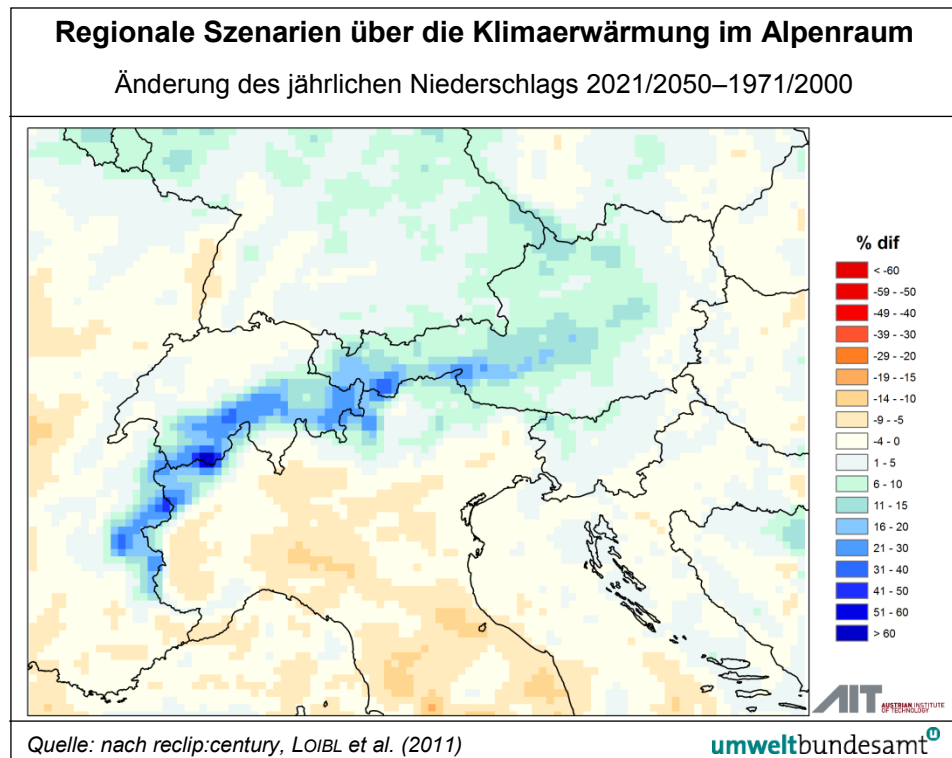 Regionale Szenarien über die Klimaerwärmung im Alpenraum
Änderung des jährlichen Niederschlags 2021/2050–1971/2000
% dif
< -60
-59 - -50
-49 - -40
-39 - -30
-29 - -20
-19 - -15
-14 - -10
-9 - -5
-4 - 0
1 - 5
6 - 10
11 - 15
16 - 20
21 - 30
31 - 40
41 - 50
51 - 60
> 60
AIT AUSTRIAN INSTITUTE
OF TECHNOLOGY
Quelle: nach reclip:century, LOIBL et al. (2011)
umweltbundesamt U